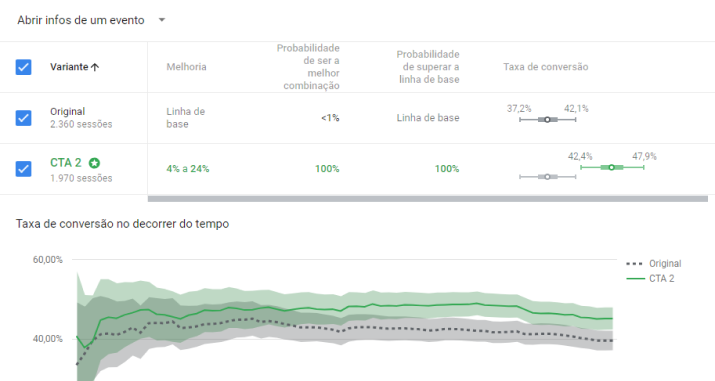 Abrir infos de um evento
Variante
Melhoria
Probabilidade
de ser a
melhor
combinação
Probabilidade
de superar a
linha de base
Taxa de conversão
Original
2.360 sessões
Linha de
base
<1%
Linha de base
37,2% 42,1%
CTA 2
1.970 sessões
4% a 24%
100%
100%
42,4% 47,9%
Taxa de conversão no decorrer do tempo
60,00%
40,00%
Original
CTA 2